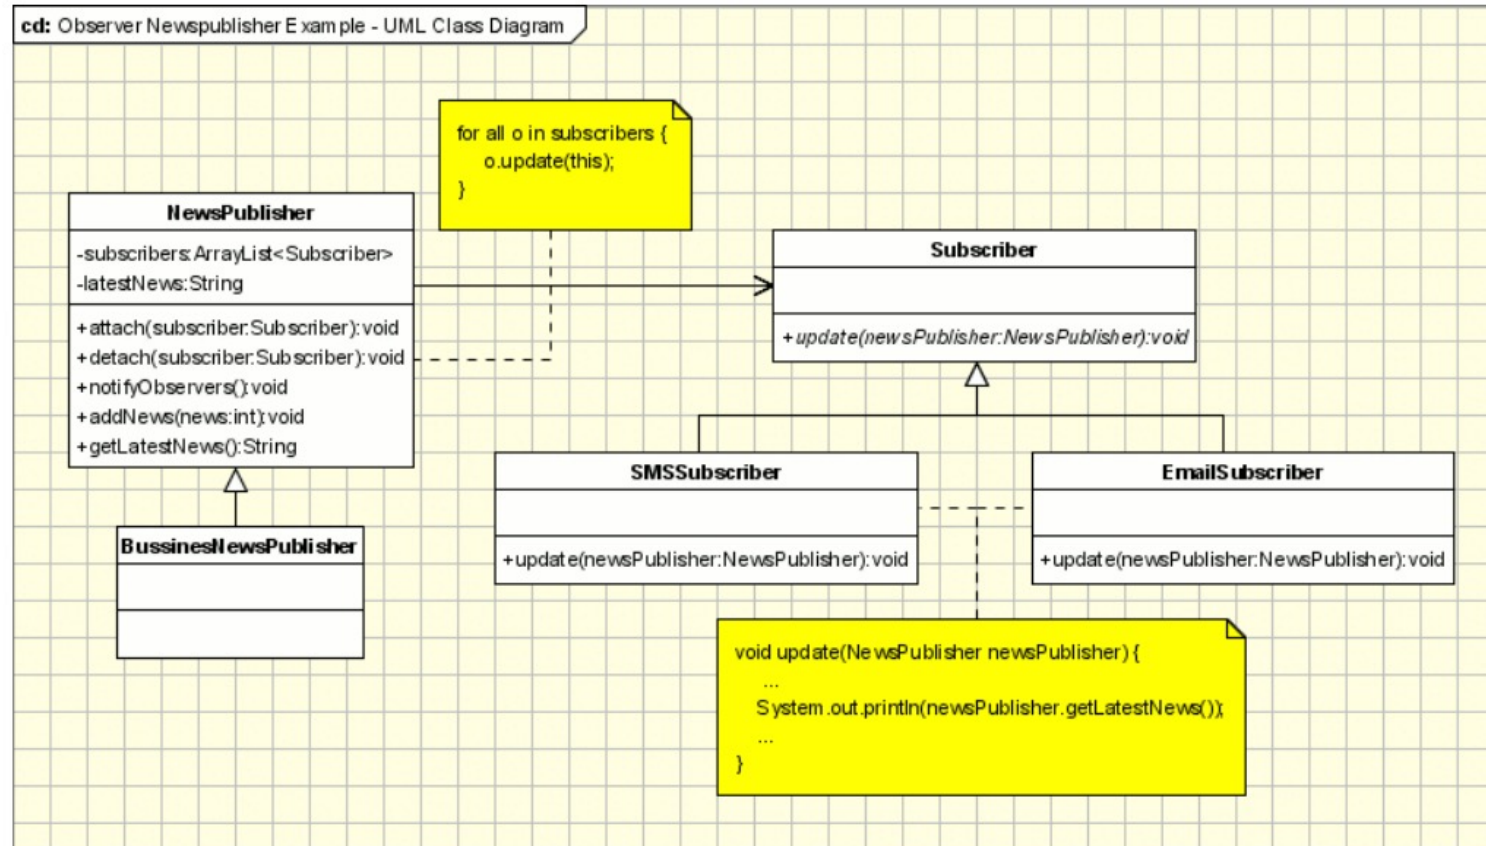 cd: Observer Newspublisher Example - UML Class Diagram
for all o in subscribers {
o.update(this);
}
NewsPublisher
-subscribers:ArrayList<Subscriber>
-latestNews:String
+attach(subscriber:Subscriber):void
+detach(subscriber:Subscriber):void
+notifyObservers():void
+addNews(news:int):void
+getLatestNews():String
Subscriber
+update(newsPublisher:NewsPublisher):void
SMSSubscriber
+update(newsPublisher:NewsPublisher):void
EmailSubscriber
+update(newsPublisher:NewsPublisher):void
BussinesNewsPublisher
void update(NewsPublisher newsPublisher) {
...
System.out.println(newsPublisher.getLatestNews());
...
}